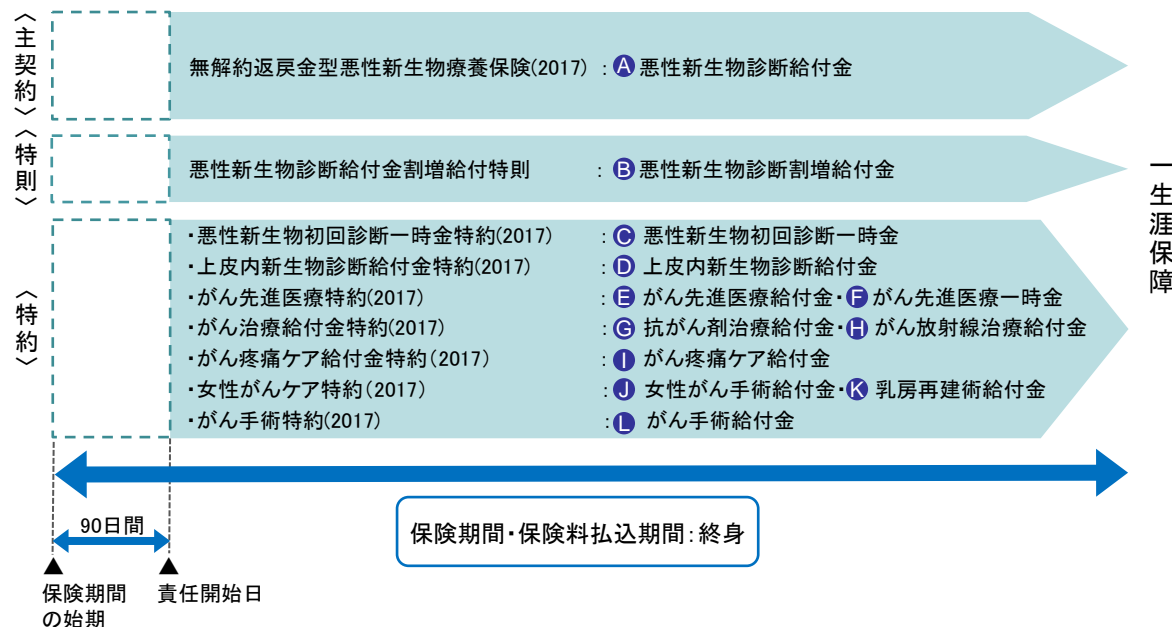 〈主契約〉
無解約返戻金型悪性新生物療養保険(2017)：A 悪性新生物診断給付金
〈特則〉
悪性新生物診断給付金割増給付特則：B 悪性新生物診断割増給付金
〈特約〉
・悪性新生物初回診断一時金特約(2017)：C 悪性新生物初回診断一時金
・上皮内新生物診断給付金特約(2017)：D 上皮内新生物診断給付金
・がん先進医療特約(2017)：E がん先進医療給付金・F がん先進医療一時金
・がん治療給付金特約(2017)：G 抗がん剤治療給付金・H がん放射線治療給付金
・がん疼痛ケア給付金特約(2017)：I がん疼痛ケア給付金
・女性がんケア特約(2017)：J 女性がん手術給付金・K 乳房再建術給付金
・がん手術特約(2017)：L がん手術給付金
一生涯保障
90日間
保険期間・保険料払込期間：終身
▲
▲
保険期間
の始期
責任開始日